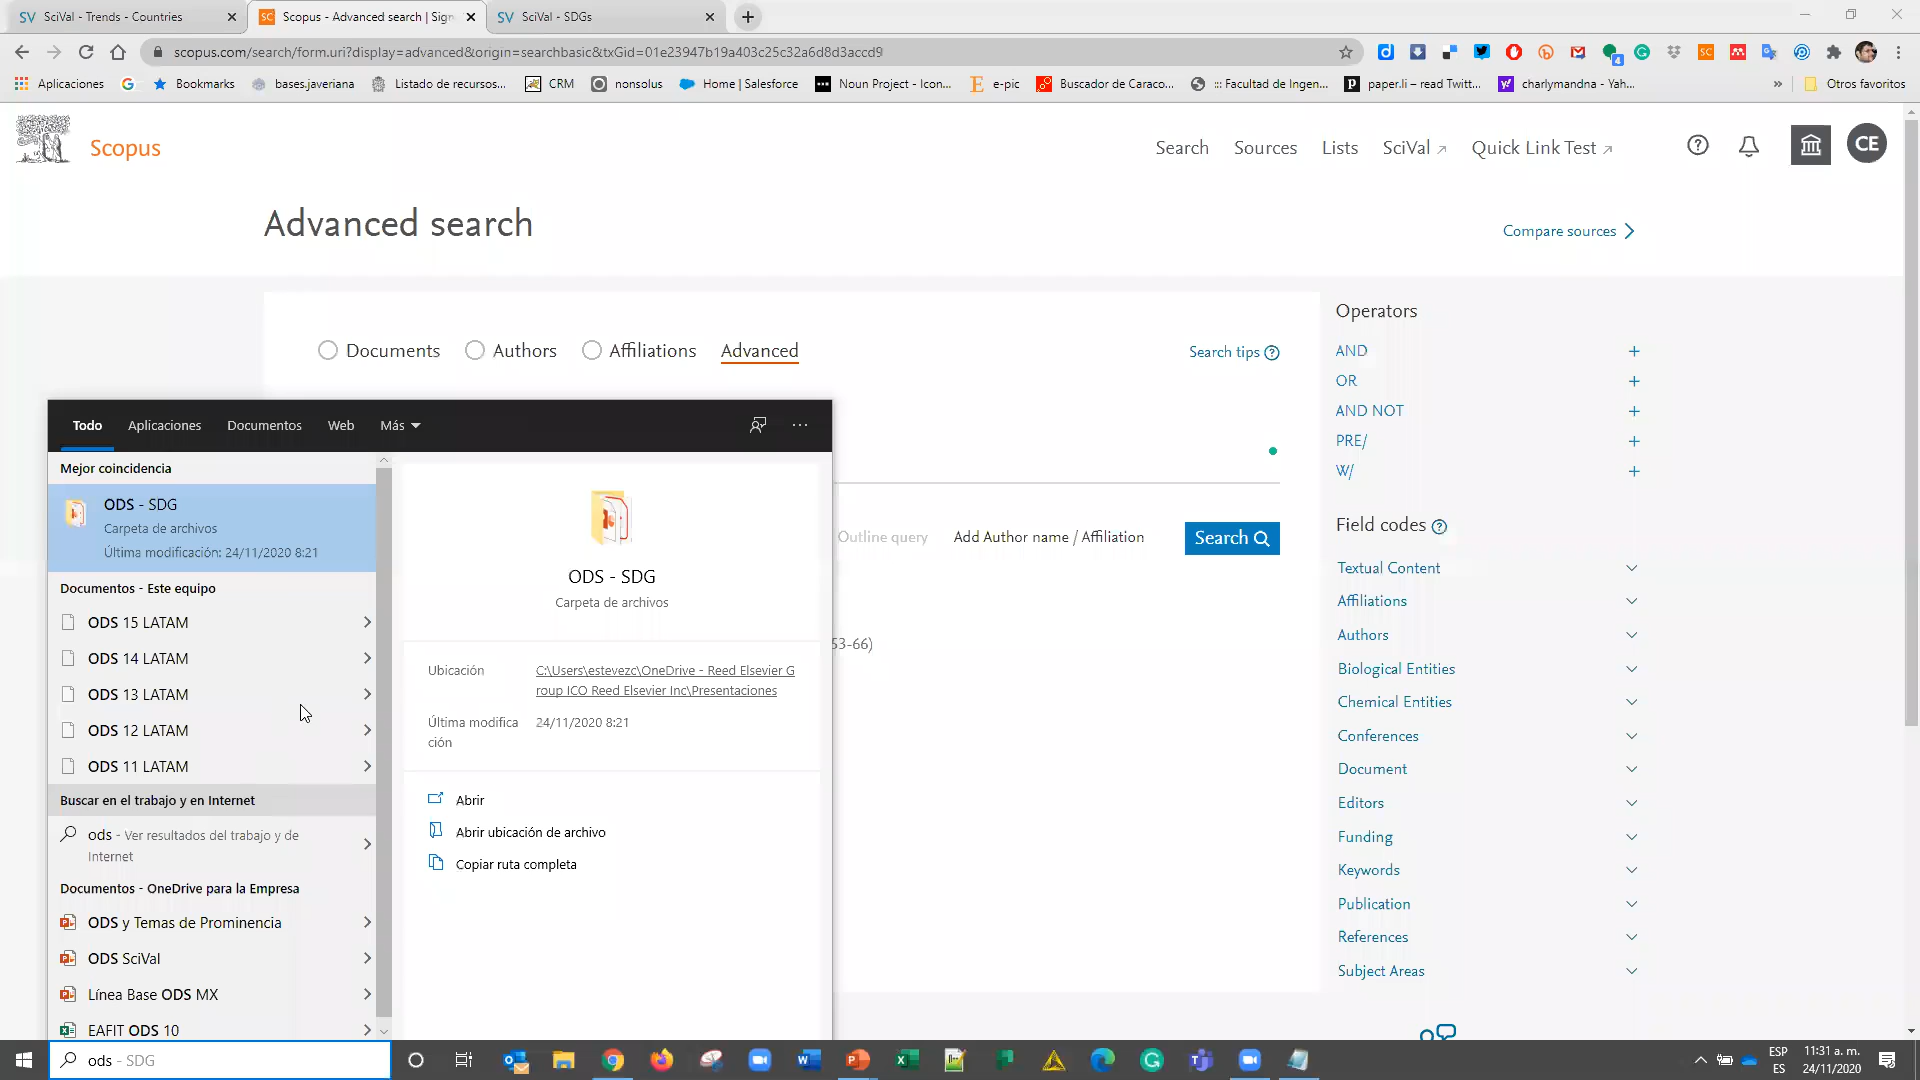 SciVal - Trends - Countries
Scopus - Advanced search | Sign
SciVal - SDGs
scopus.com/search/form.uri?display=advanced&origin=searchbasic&txGid=01e23947b19a403c25c32a6d8d3accd9
Aplicaciones
Bookmarks
bases.javeriana
Listado de recursos...
CRM
nonsolus
Home | Salesforce
Noun Project - Icon...
e-pic
Buscador de Caraco...
::: Facultad de Ingen...
paper.li – read Twitt...
charlymandna - Yah...
»
Otros favoritos
Scopus
Search
Sources
Lists
SciVal
Quick Link Test
CE
Advanced search
Compare sources
Documents
Authors
Affiliations
Advanced
Search tips
Outline query
Add Author name / Affiliation
Search
53-66)
Operators
AND
OR
AND NOT
PRE/
W/
Field codes
Textual Content
Affiliations
Authors
Biological Entities
Chemical Entities
Conferences
Document
Editors
Funding
Keywords
Publication
References
Subject Areas
Todo
Aplicaciones
Documentos
Web
Más
Mejor coincidencia
ODS - SDG
Carpeta de archivos
Última modificación: 24/11/2020 8:21
Documentos - Este equipo
ODS 15 LATAM
ODS 14 LATAM
ODS 13 LATAM
ODS 12 LATAM
ODS 11 LATAM
Buscar en el trabajo y en Internet
ods - Ver resultados del trabajo y de
Internet
Documentos - OneDrive para la Empresa
ODS y Temas de Prominencia
ODS SciVal
Línea Base ODS MX
EAFIT ODS 10
ODS - SDG
Carpeta de archivos
Ubicación
C:\Users\estevezc\OneDrive - Reed Elsevier G
roup ICO Reed Elsevier Inc\Presentaciones
Última modifica
ción
24/11/2020 8:21
Abrir
Abrir ubicación de archivo
Copiar ruta completa
ods - SDG
ESP
ES
11:31 a. m.
24/11/2020